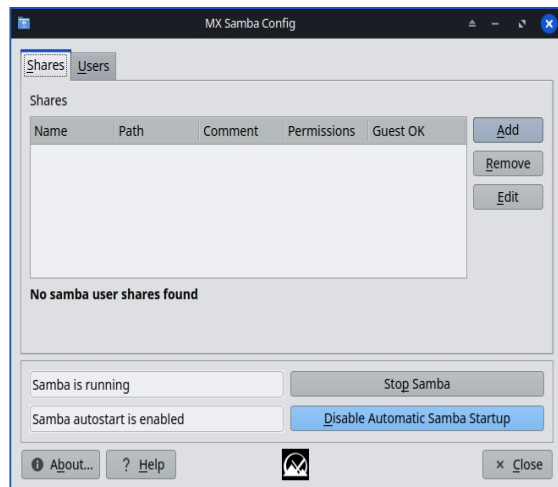 MX Samba Config
Shares Users
Shares
Name Path Comment Permissions Guest OK
Add
Remove
Edit
No samba user shares found
Samba is running Stop Samba
Samba autostart is enabled Disable Automatic Samba Startup
About... ? Help × Close